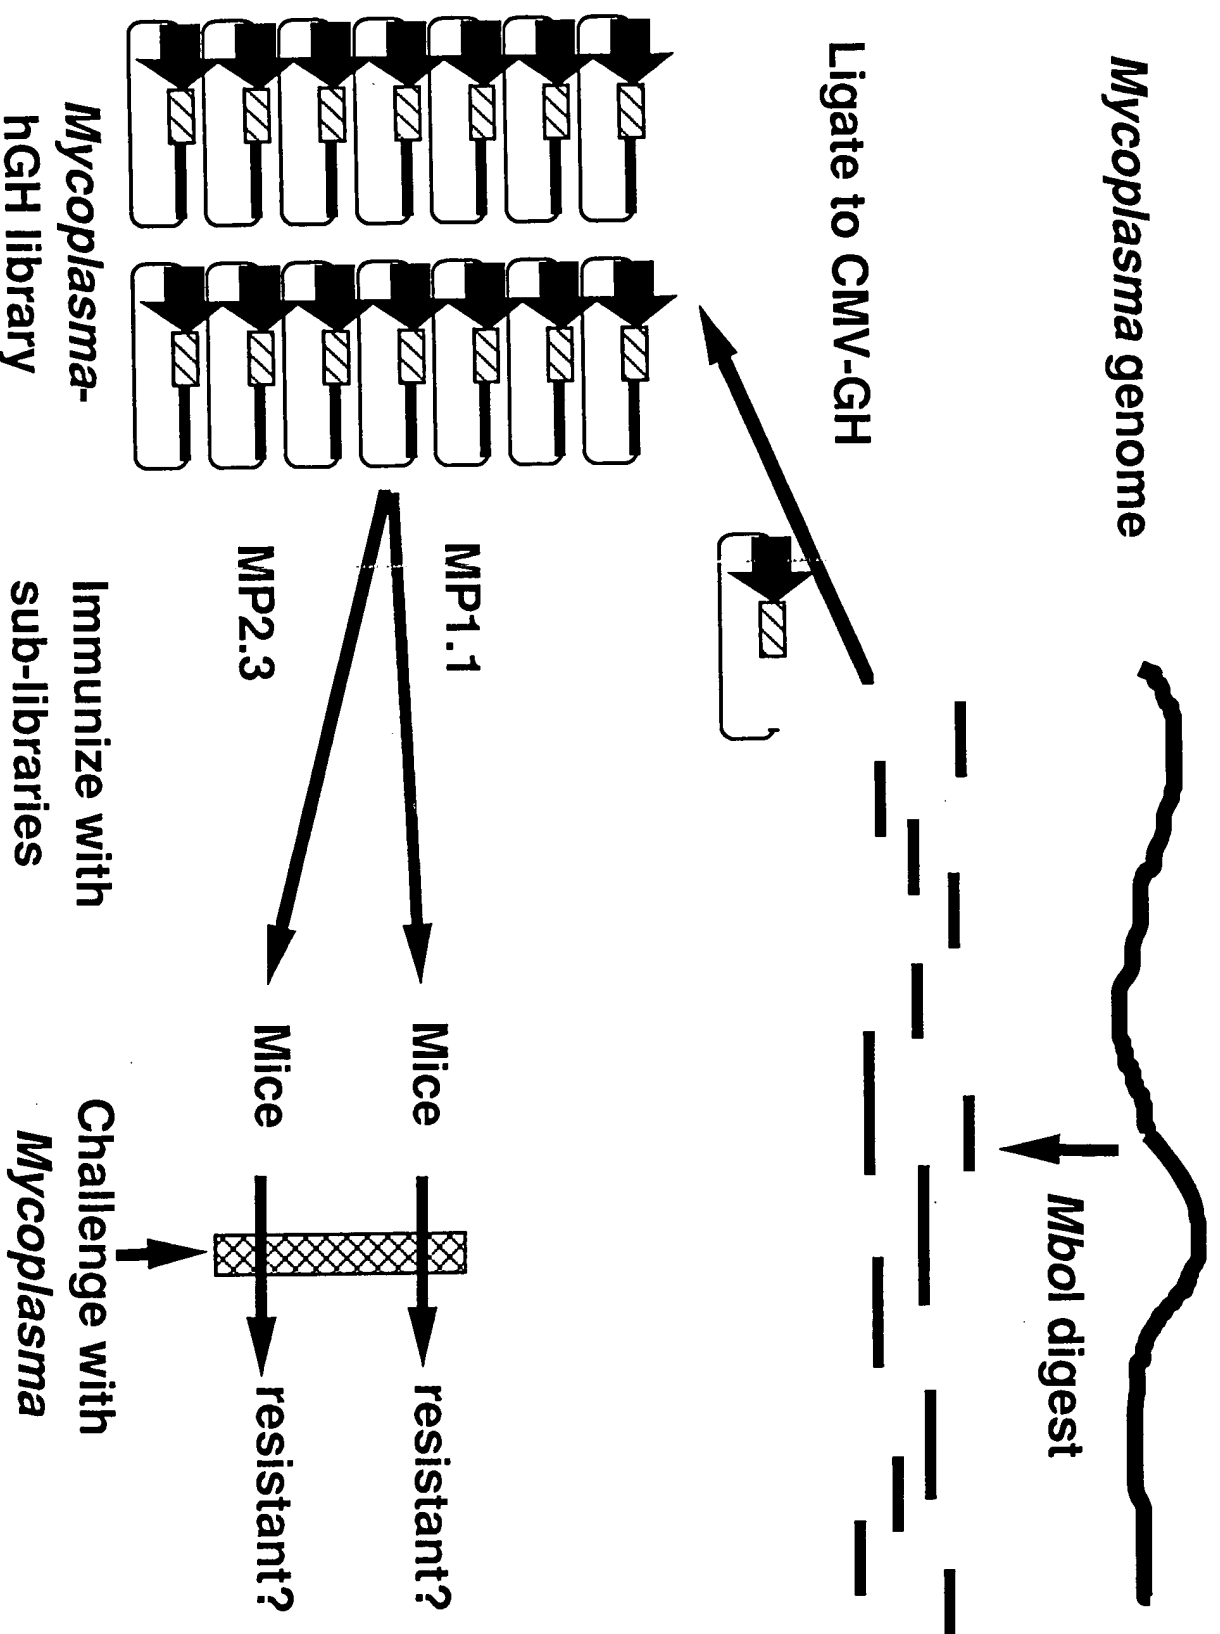 Mycoplasma genome
MboI digest
Ligate to CMV-GH
MP1.1
Mice
resistant?
MP2.3
Mice
resistant?
Mycoplasma-
hGH library
Immunize with
sub-libraries
Challenge with
Mycoplasma